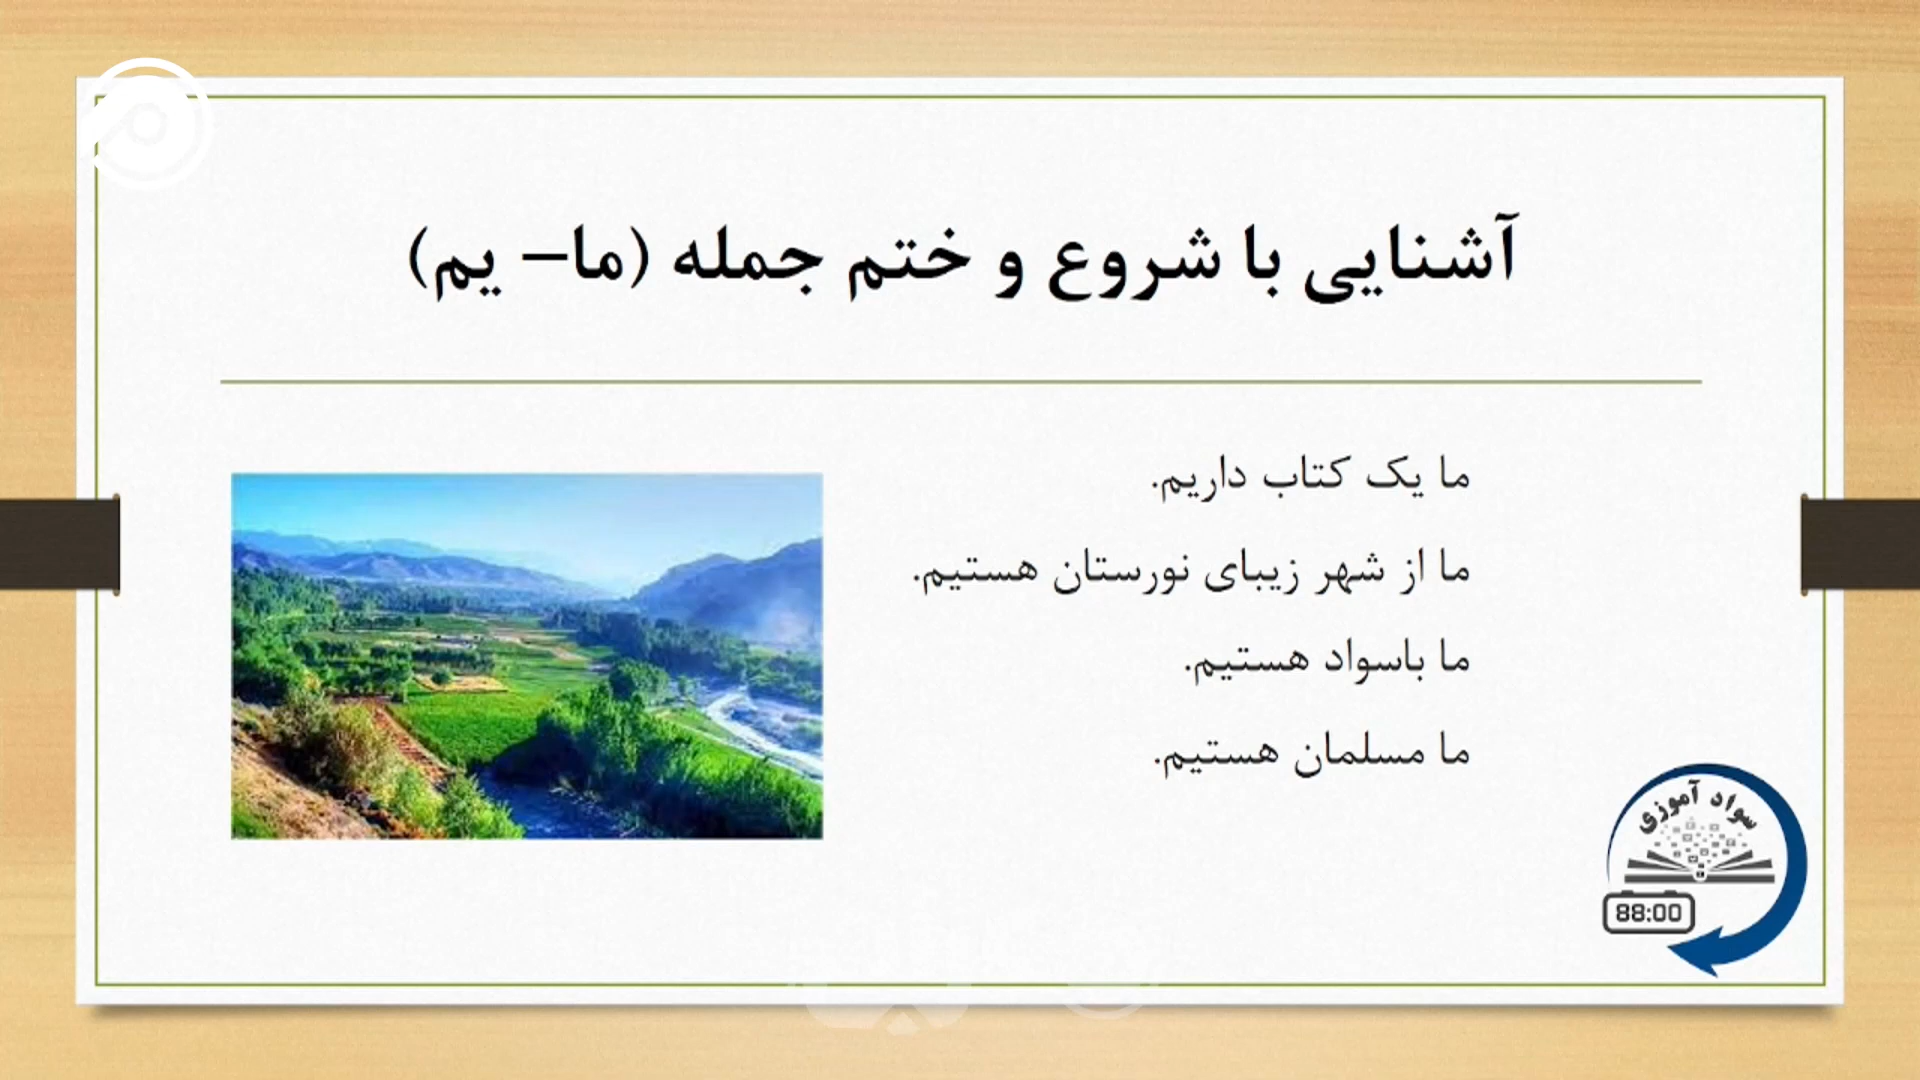 آشنایی با شروع و ختم جمله (ما– یم)
ما یک کتاب داریم.
ما از شهر زیبای نورستان هستیم.
ما باسواد هستیم.
ما مسلمان هستیم.
سواد آموزی
88:00